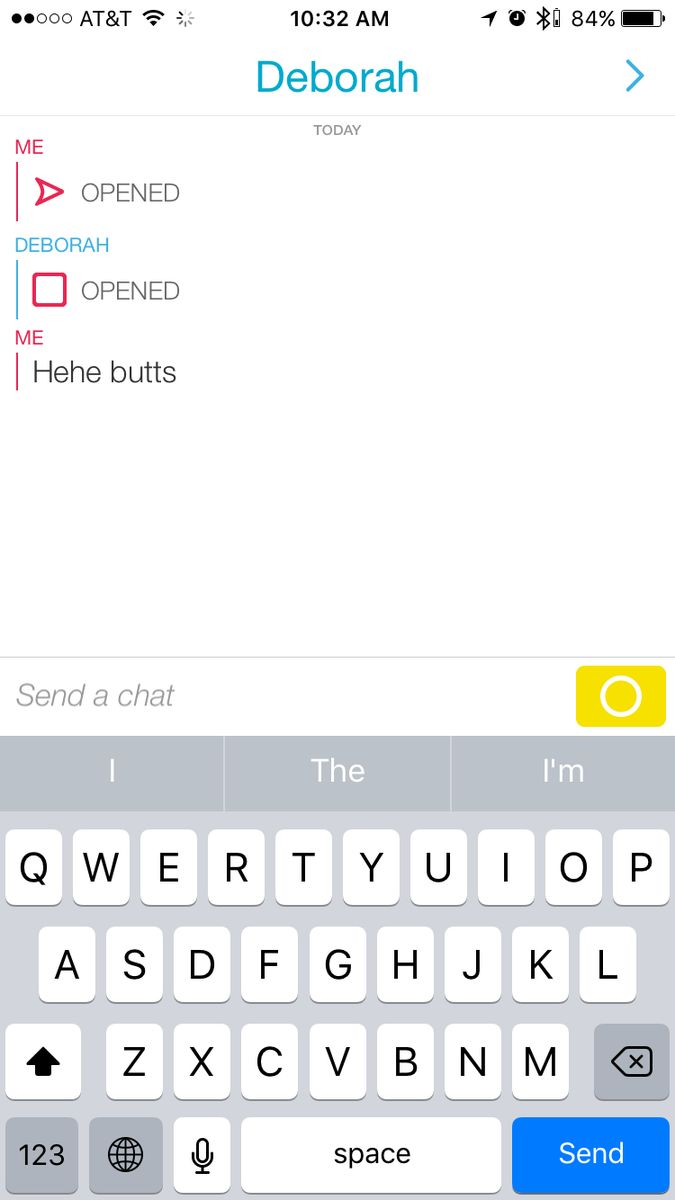 AT&T 10:32 AM 84%
Deborah
TODAY
ME
OPENED
DEBORAH
OPENED
ME
Hehe butts
Send a chat
I The I'm
Q W E R T Y U I O P
A S D F G H J K L
Z X C V B N M
123 space Send